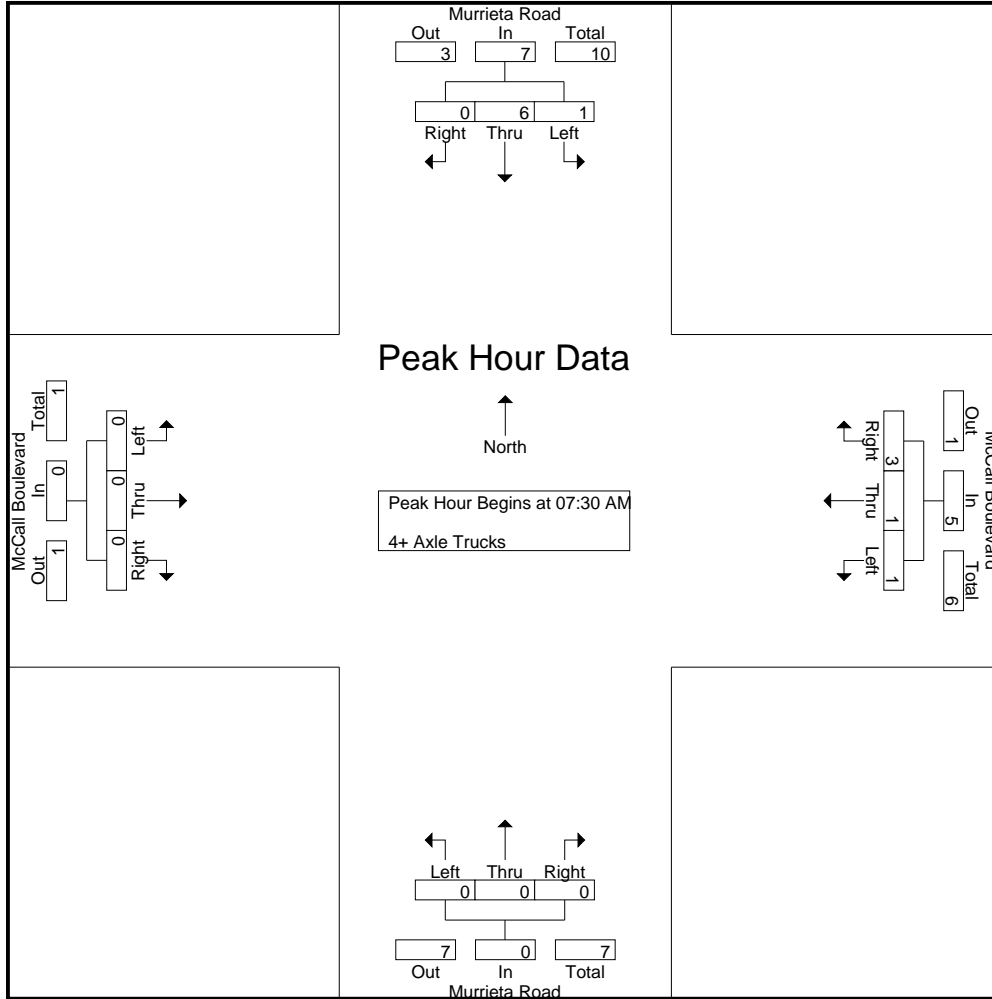 Murrieta Road
Out In Total
3 7 10
0 6 1
Right Thru Left
Peak Hour Data
North
Peak Hour Begins at 07:30 AM
4+ Axle Trucks
McCall Boulevard
Total In Out
1 0 1
0 0 0
Left Thru Right
McCall Boulevard
Out In Total
1 5 6
3 1 1
Right Thru Left
Left Thru Right
0 0 0
7 0 7
Out In Total
Murrieta Road